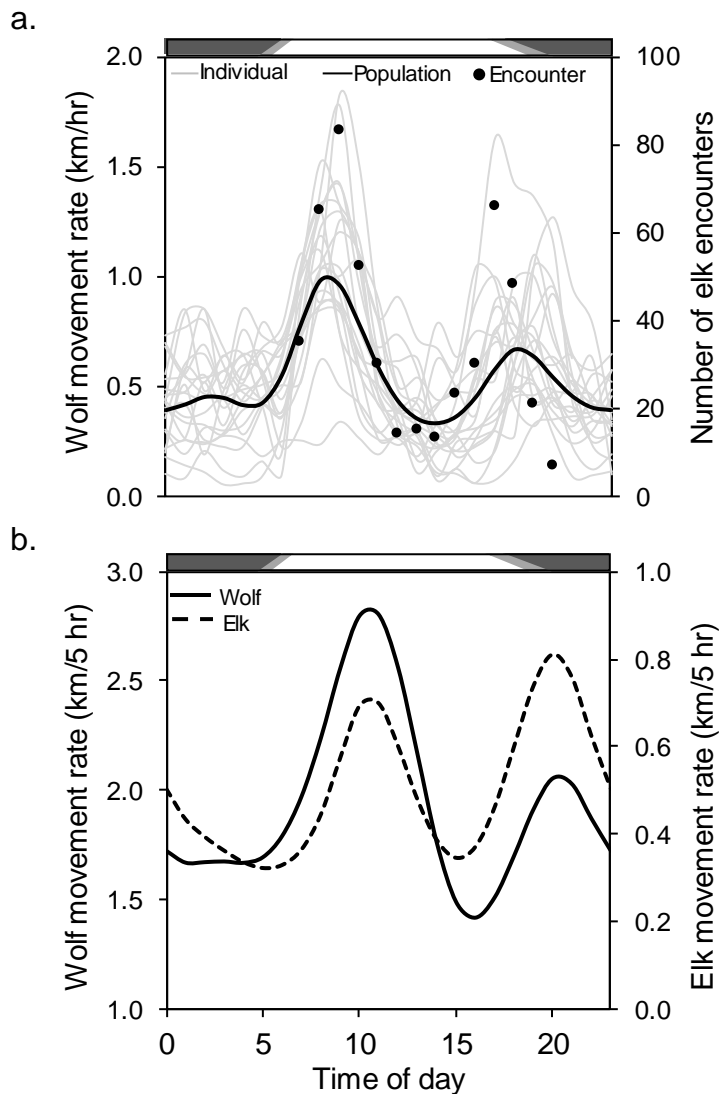 a.
Individual Population Encounter
2.0
1.5
1.0
0.5
0.0
Wolf movement rate (km/hr)
100
80
60
40
20
0
Number of elk encounters
b.
Wolf
Elk
3.0
2.5
2.0
1.5
1.0
Wolf movement rate (km/5 hr)
1.0
0.8
0.6
0.4
0.2
0.0
Elk movement rate (km/5 hr)
0 5 10 15 20
Time of day